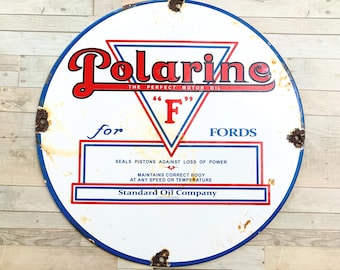 Polarine
THE PERFECT MOTOR OIL
"F"
for FORDS
SEALS PISTONS AGAINST LOSS OF POWER
MAINTAINS CORRECT BODY
AT ANY SPEED OR TEMPERATURE
Standard Oil Company